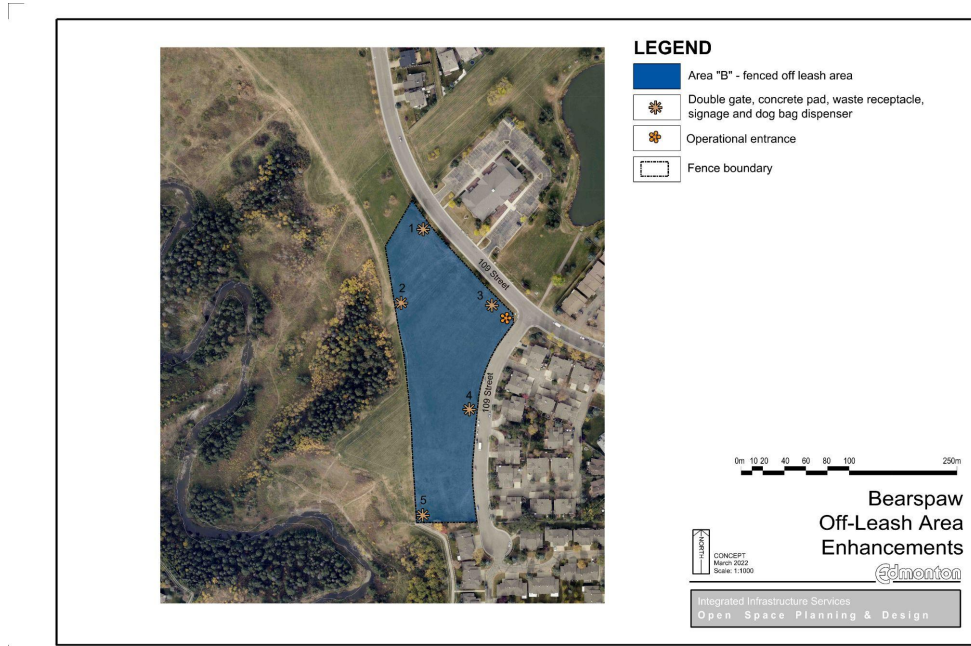 LEGEND
Area "B" - fenced off leash area
Double gate, concrete pad, waste receptacle,
signage and dog bag dispenser
Operational entrance
Fence boundary
1
109 Street
2
3
4
109 Street
5
0m 10 20 40 60 80 100 250m
Bearspaw
Off-Leash Area
Enhancements
NORTH
CONCEPT
March 2022
Scale: 1:1000
Edmonton
Integrated Infrastructure Services
Open Space Planning & Design